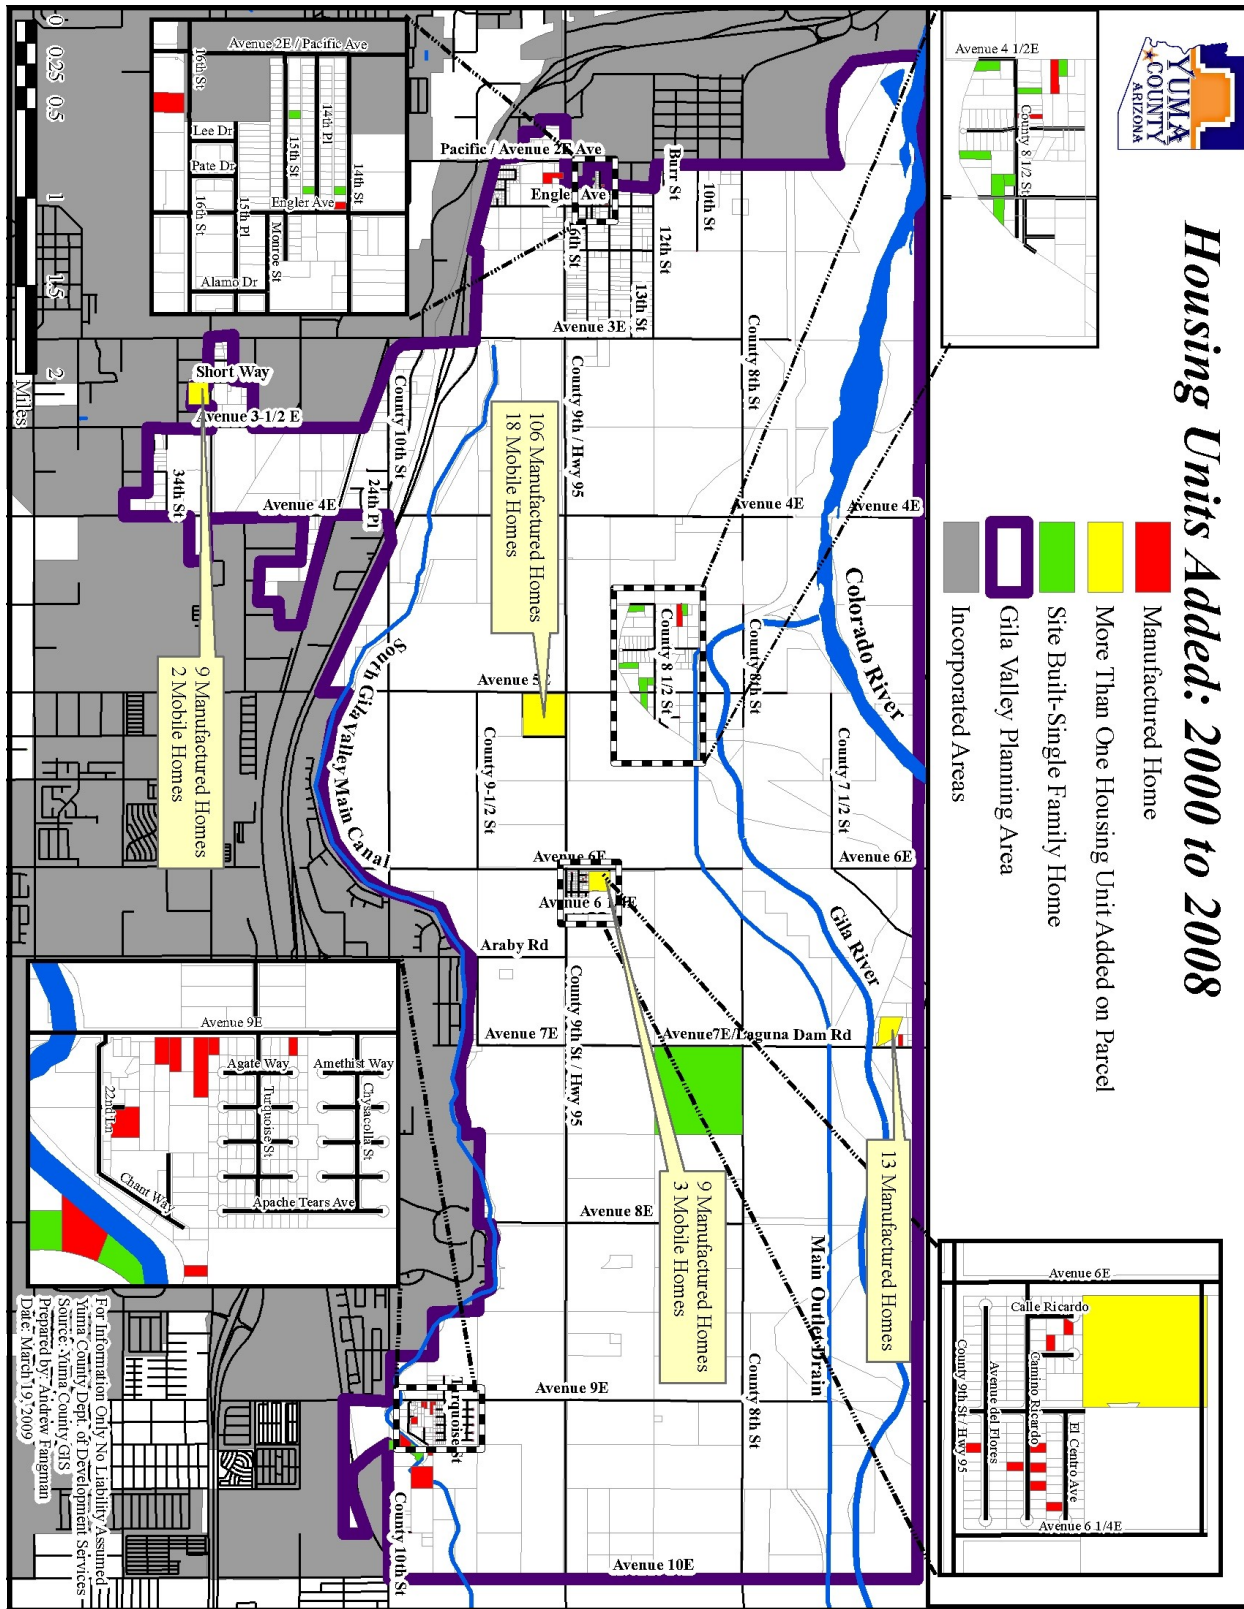 YUMA
COUNTY
ARIZONA
Housing Units Added: 2000 to 2008
Manufactured Home
More Than One Housing Unit Added on Parcel
Site Built-Single Family Home
Gila Valley Planning Area
Incorporated Areas
Avenue 4 1/2E
County 8 1/2 St
Avenue 6E
Calle Ricardo
Camino Ricardo
El Centro Ave
Avenue del Flores
County 9th St / Hwy 95
Avenue 6 1/4E
Colorado River
Avenue 4E
Avenue 4E
County 7 1/2 St
Avenue 6E
Gila River
13 Manufactured Homes
Main Outlet Drain
Avenue7E/Laguna Dam Rd
County 8th St
County 8th St
County 8th St
County 8 1/2 St
Burr St
10th St
12th St
13th St
16th St
Pacific / Avenue 2E Ave
Engle Ave
Avenue 3E
County 9th / Hwy 95
106 Manufactured Homes
18 Mobile Homes
Avenue 5E
County 9-1/2 St
Avenue 6E
Avenue 6 1/4E
Araby Rd
Avenue 7E
County 9th St / Hwy 95
9 Manufactured Homes
3 Mobile Homes
Avenue 8E
Avenue 9E
Turquoise St
Avenue 10E
County 10th St
County 10th St
24th Pl
South Gila Valley Main Canal
Short Way
Avenue 3-1/2 E
34th St
Avenue 4E
9 Manufactured Homes
2 Mobile Homes
Avenue 2E / Pacific Ave
14th St
14th Pl
15th St
16th St
Lee Dr
Pate Dr
Engler Ave
15th Pl
16th St
Monroe St
Alamo Dr
Avenue 9E
Amethist Way
Agate Way
Chysacolla St
Turquoise St
22nd Ln
Chant Way
Apache Tears Ave
0 0.25 0.5 1 1.5 2
Miles
For Information Only No Liability Assumed
Yuma County Dept. of Development Services
Source: Yuma County GIS
Prepared by: Andrew Fangman
Date: March 19, 2009